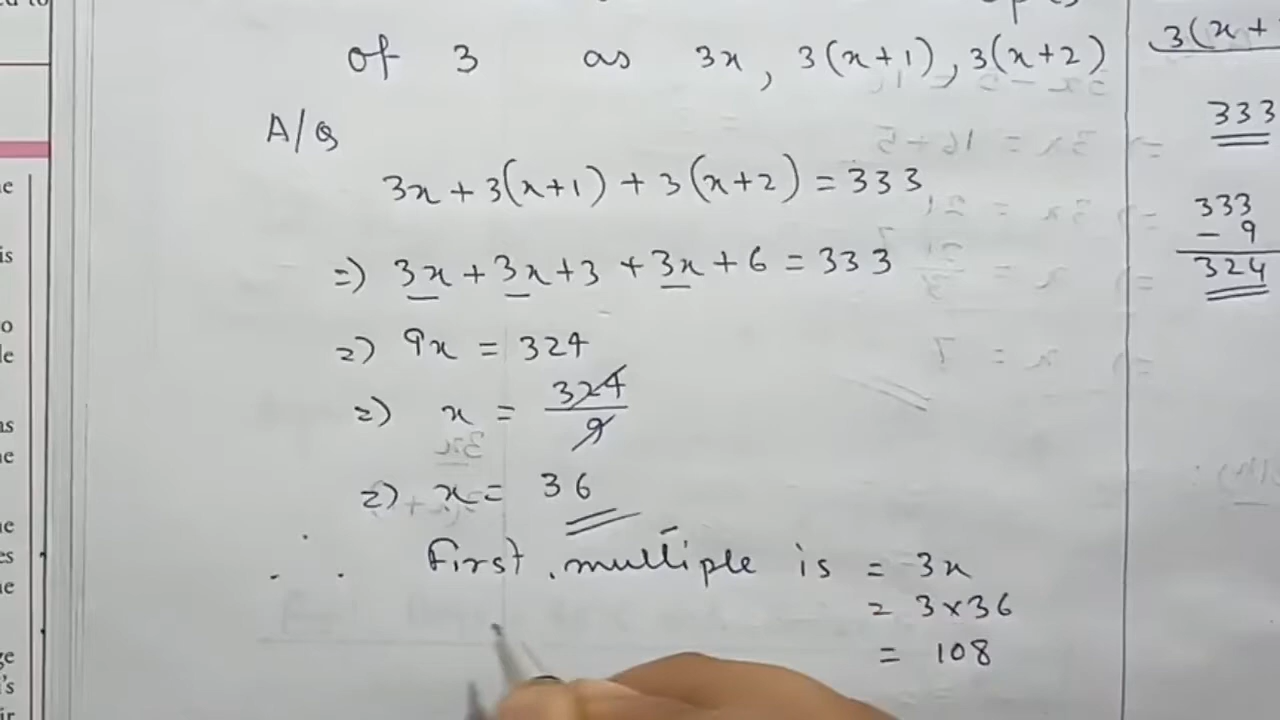 of 3 as 3x, 3(x+1), 3(x+2)
A/Q
3x + 3(x+1) + 3(x+2) = 333
=) 3x + 3x + 3 + 3x + 6 = 333
=) 9x = 324
=) x = 324/9
=) x = 36
∴ First multiple is = 3x
= 3×36
= 108
3(x+
333
333
- 9
324